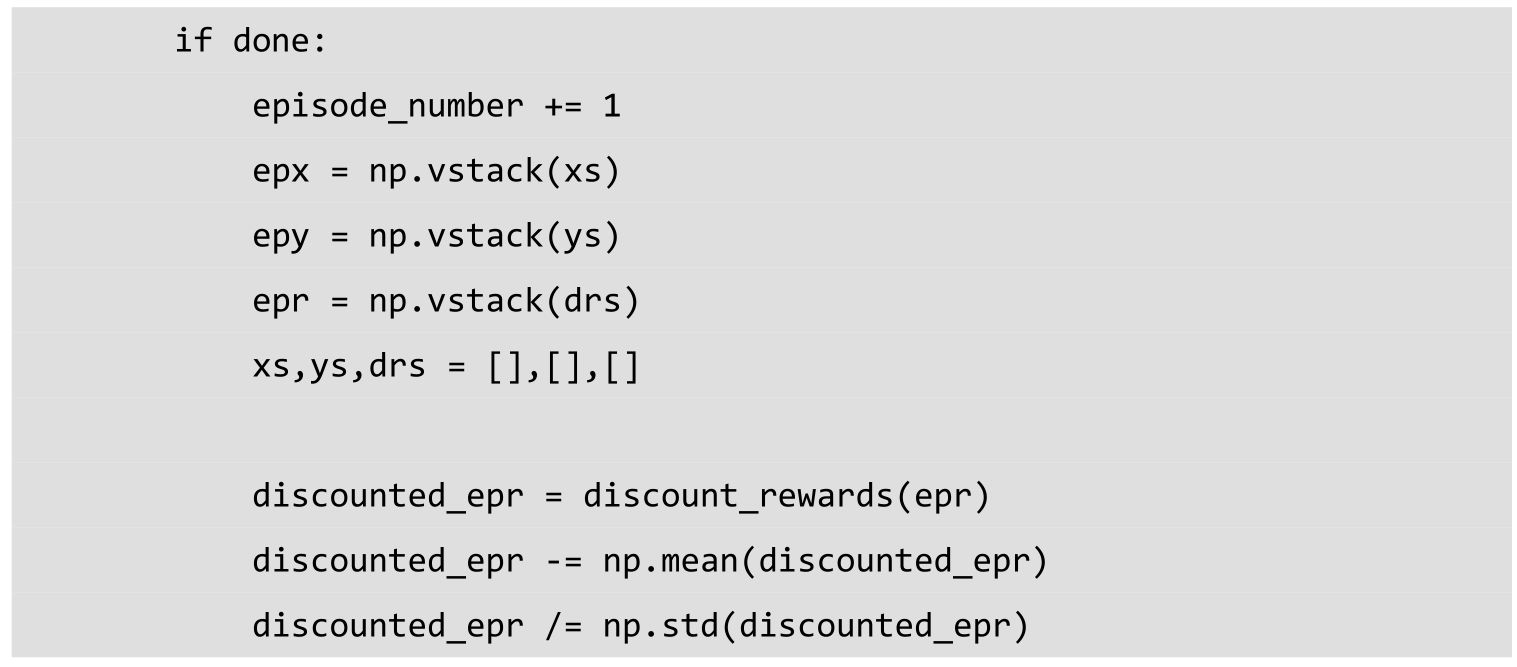 if done:
episode_number += 1
epx = np.vstack(xs)
epy = np.vstack(ys)
epr = np.vstack(drs)
xs,ys,drs = [],[],[]
discounted_epr = discount_rewards(epr)
discounted_epr -= np.mean(discounted_epr)
discounted_epr /= np.std(discounted_epr)